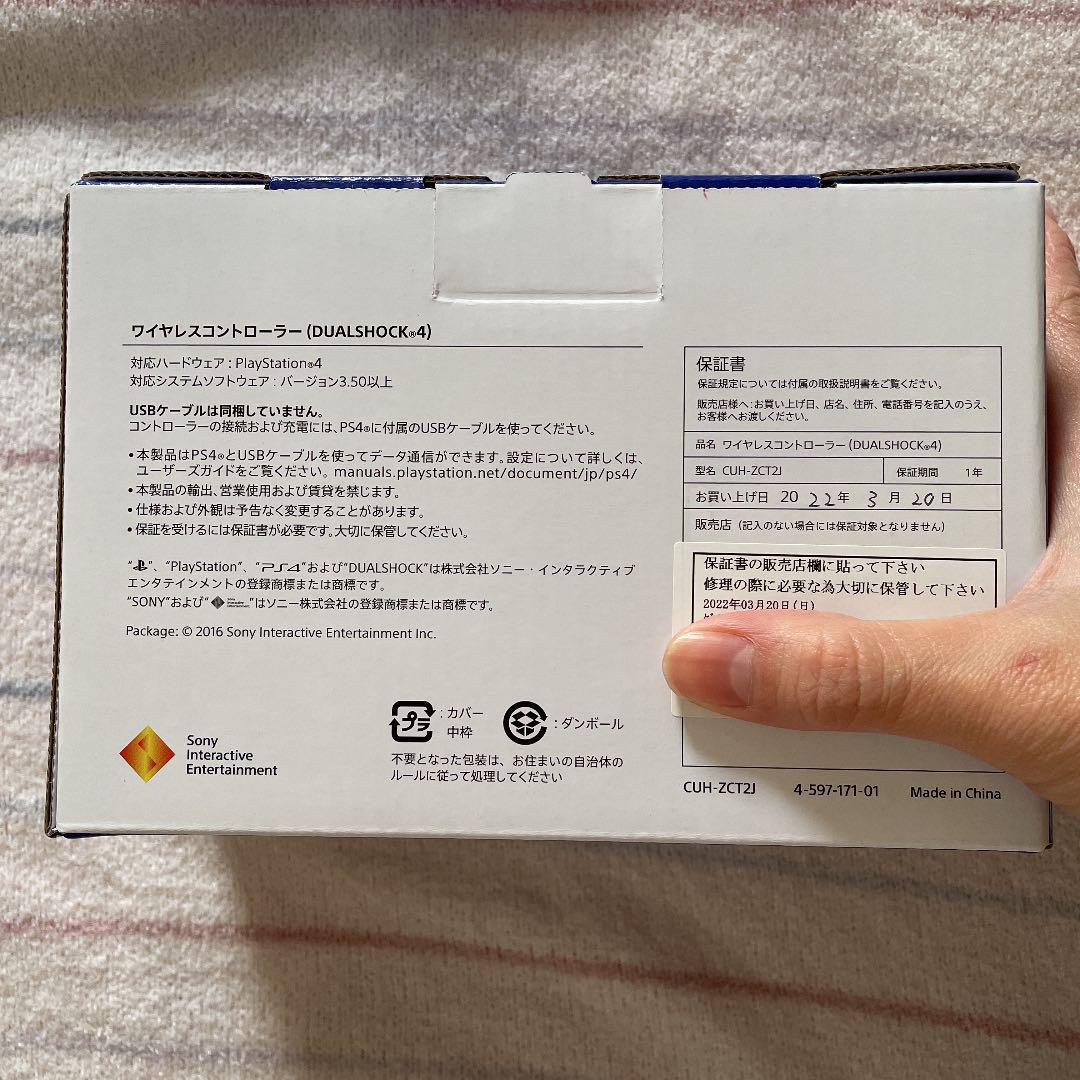 ワイヤレスコントローラー (DUALSHOCK®4)
対応ハードウェア : PlayStation®4
対応システムソフトウェア : バージョン3.50以上
USBケーブルは同梱していません。
コントローラーの接続および充電には、PS4®に付属のUSBケーブルを使ってください。
•本製品はPS4®とUSBケーブルを使ってデータ通信ができます。設定について詳しくは、
ユーザーズガイドをご覧ください。manuals.playstation.net/document/jp/ps4/
•本製品の輸出、営業使用および賃貸を禁じます。
•仕様および外観は予告なく変更することがあります。
•保証を受けるには保証書が必要です。大切に保管してください。
“ ”、“PlayStation”、“PS4”および“DUALSHOCK”は株式会社ソニー・インタラクティブ
エンタテインメントの登録商標または商標です。
“SONY”および“ ”はソニー株式会社の登録商標または商標です。
Package: © 2016 Sony Interactive Entertainment Inc.
Sony
Interactive
Entertainment
プラ : カバー
中枠
: ダンボール
不要となった包装は、お住まいの自治体の
ルールに従って処理してください
保証書
保証規定については付属の取扱説明書をご覧ください。
販売店様へ : お買い上げ日、店名、住所、電話番号を記入のうえ、
お客様へお渡しください。
品名 ワイヤレスコントローラー (DUALSHOCK®4)
型名 CUH-ZCT2J 保証期間 1年
お買い上げ日 20 22 年 3 月 20 日
販売店 (記入のない場合には保証対象となりません)
保証書の販売店欄に貼って下さい
修理の際に必要な為大切に保管して下さい
2022年03月20日(日)
CUH-ZCT2J 4-597-171-01 Made in China